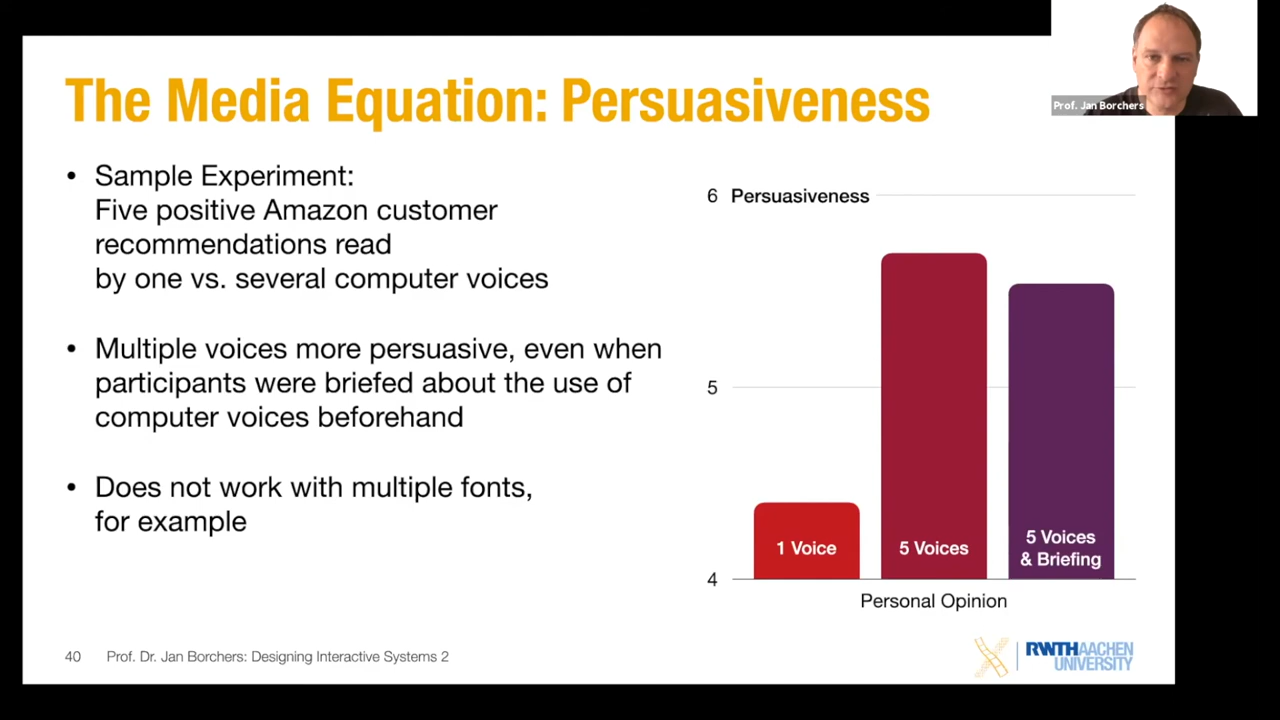 The Media Equation: Persuasiveness
Prof. Jan Borchers
• Sample Experiment:
Five positive Amazon customer
recommendations read
by one vs. several computer voices
• Multiple voices more persuasive, even when
participants were briefed about the use of
computer voices beforehand
• Does not work with multiple fonts,
for example
6 Persuasiveness
5
4
1 Voice
5 Voices
5 Voices
& Briefing
Personal Opinion
40 Prof. Dr. Jan Borchers: Designing Interactive Systems 2
RWTHAACHEN
UNIVERSITY